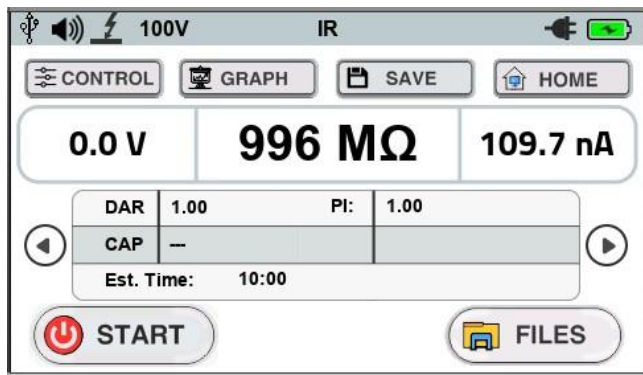 100V IR
CONTROL GRAPH SAVE HOME
0.0 V 996 MΩ 109.7 nA
DAR 1.00 PI: 1.00
CAP ---
Est. Time: 10:00
START FILES